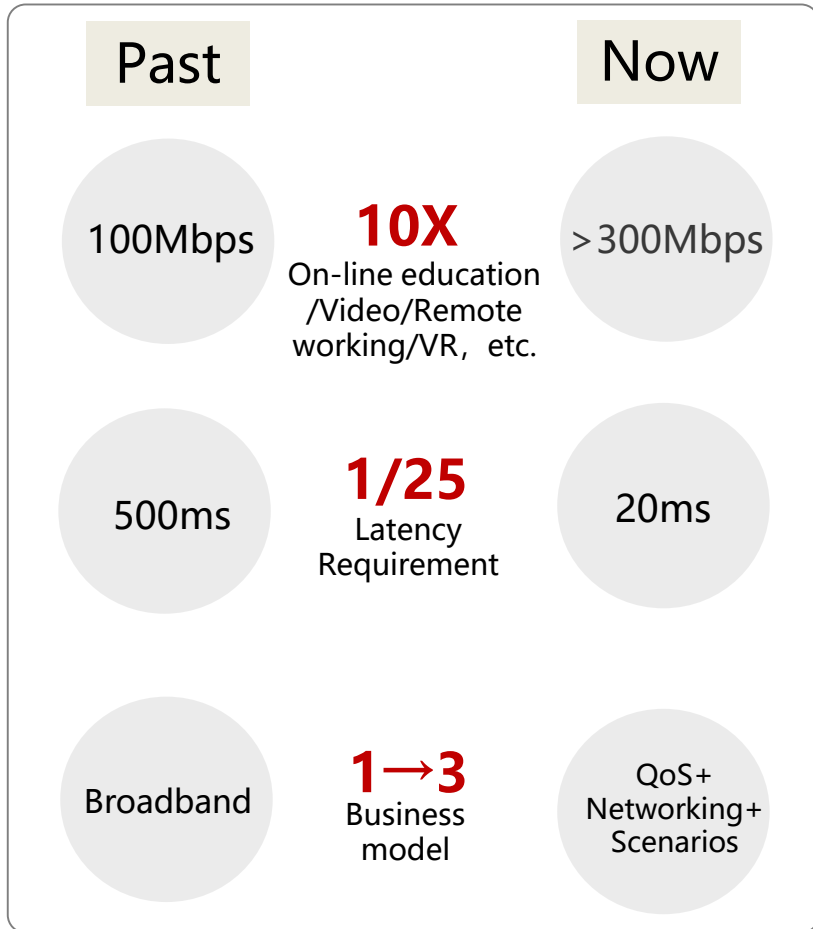 Past
Now
100Mbps
10X
On-line education
/Video/Remote
working/VR，etc.
>300Mbps
500ms
1/25
Latency
Requirement
20ms
Broadband
1→3
Business
model
QoS+
Networking+
Scenarios